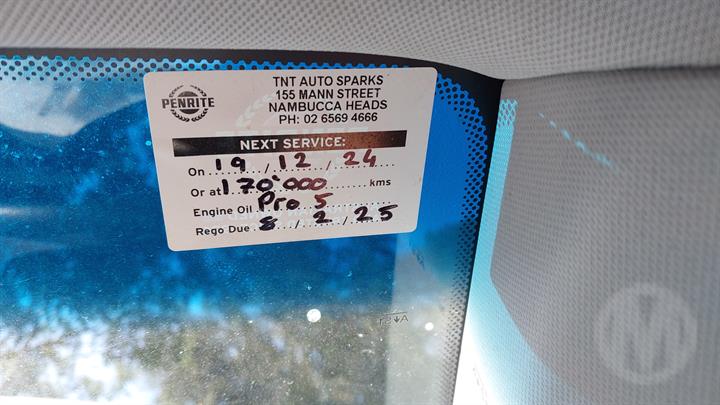 PENRITE
TNT AUTO SPARKS
155 MANN STREET
NAMBUCCA HEADS
PH: 02 6569 4666
NEXT SERVICE:
On 19 / 12 / 24
Or at 170'000 kms
Engine Oil Pro 5
Rego Due 8 / 2 / 25
M